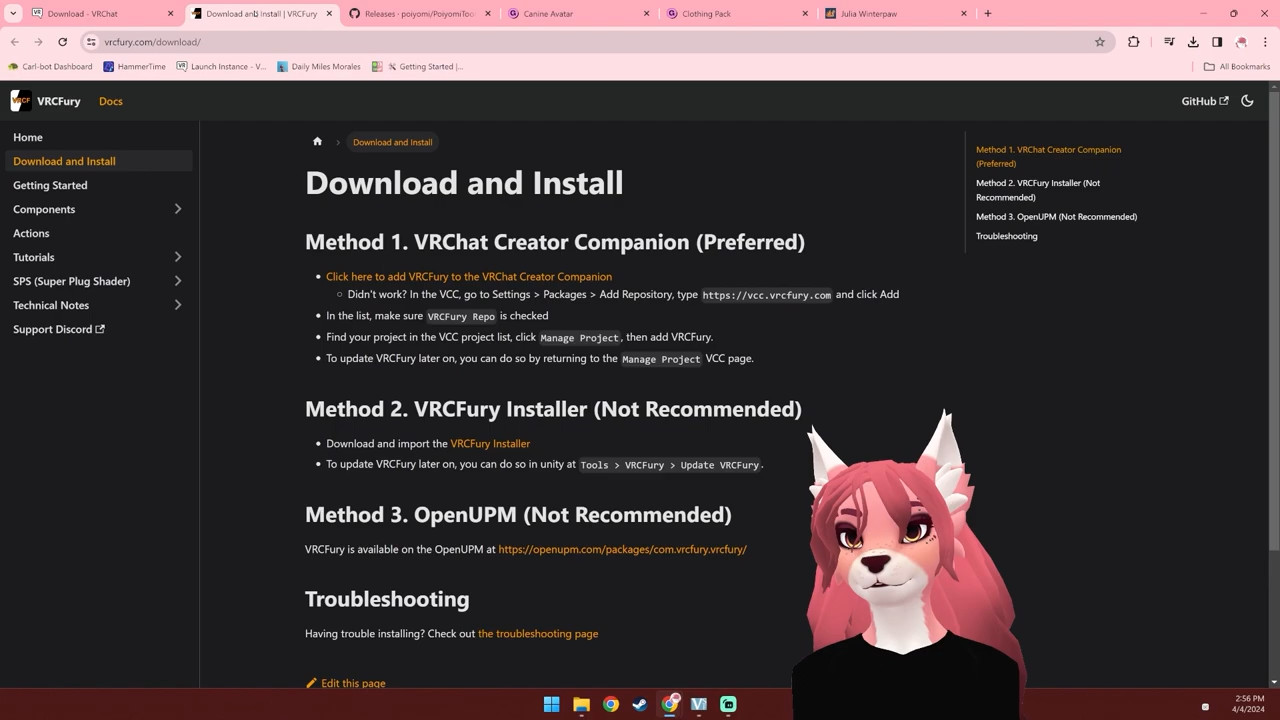 Download - VRChat
Download and Install | VRCFury
Releases · poiyomi/PoiyomiToo
Canine Avatar
Clothing Pack
Julia Winterpaw
vrcfury.com/download/
Carl-bot Dashboard
HammerTime
Launch Instance - V...
Daily Miles Morales
Getting Started |...
All Bookmarks
VRCF
VRCFury
Docs
GitHub
Home
Download and Install
Getting Started
Components
Actions
Tutorials
SPS (Super Plug Shader)
Technical Notes
Support Discord
Download and Install
Download and Install
Method 1. VRChat Creator Companion (Preferred)
Click here to add VRCFury to the VRChat Creator Companion
Didn't work? In the VCC, go to Settings > Packages > Add Repository, type https://vcc.vrcfury.com and click Add
In the list, make sure VRCFury Repo is checked
Find your project in the VCC project list, click Manage Project, then add VRCFury.
To update VRCFury later on, you can do so by returning to the Manage Project VCC page.
Method 2. VRCFury Installer (Not Recommended)
Download and import the VRCFury Installer
To update VRCFury later on, you can do so in unity at Tools > VRCFury > Update VRCFury.
Method 3. OpenUPM (Not Recommended)
VRCFury is available on the OpenUPM at https://openupm.com/packages/com.vrcfury.vrcfury/
Troubleshooting
Having trouble installing? Check out the troubleshooting page
Edit this page
Method 1. VRChat Creator Companion
(Preferred)
Method 2. VRCFury Installer (Not
Recommended)
Method 3. OpenUPM (Not Recommended)
Troubleshooting
2:56 PM
4/4/2024